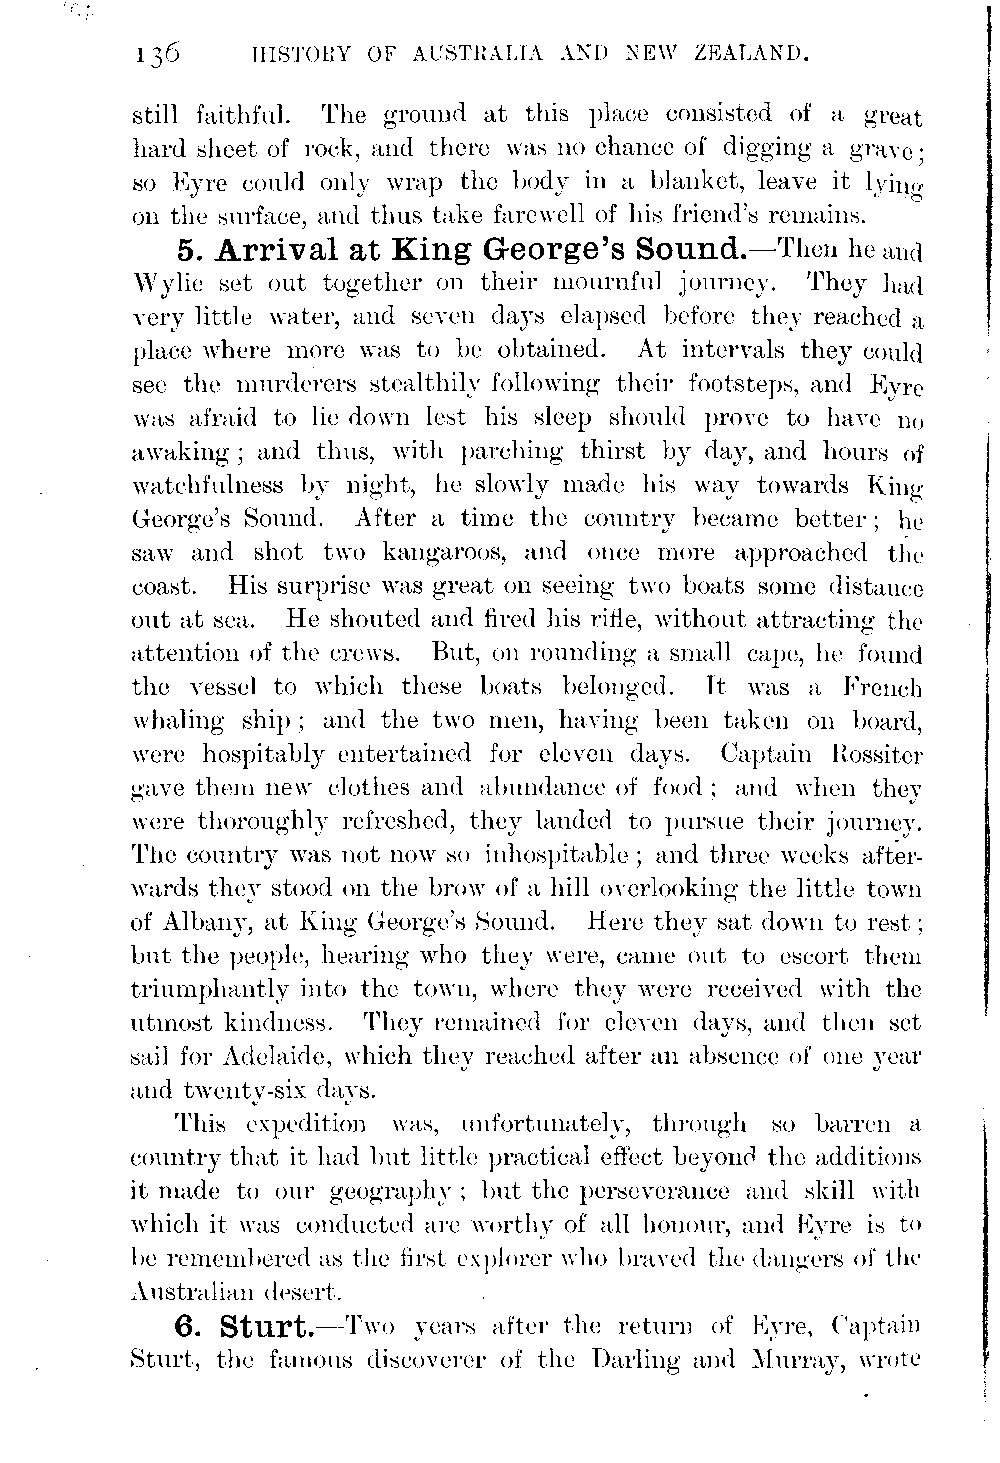 136 HISTORY OF AUSTRALIA AND NEW ZEALAND.
still faithful. The ground at this place consisted of a great
hard sheet of rock, and there was no chance of digging a grave;
so Eyre could only wrap the body in a blanket, leave it lying
on the surface, and thus take farewell of his friend's remains.
5. Arrival at King George's Sound.—Then he and
Wylie set out together on their mournful journey. They had
very little water, and seven days elapsed before they reached a
place where more was to be obtained. At intervals they could
see the murderers stealthily following their footsteps, and Eyre
was afraid to lie down lest his sleep should prove to have no
awaking; and thus, with parching thirst by day, and hours of
watchfulness by night, he slowly made his way towards King
George's Sound. After a time the country became better; he
saw and shot two kangaroos, and once more approached the
coast. His surprise was great on seeing two boats some distance
out at sea. He shouted and fired his rifle, without attracting the
attention of the crews. But, on rounding a small cape, he found
the vessel to which these boats belonged. It was a French
whaling ship; and the two men, having been taken on board,
were hospitably entertained for eleven days. Captain Rossiter
gave them new clothes and abundance of food; and when they
were thoroughly refreshed, they landed to pursue their journey.
The country was not now so inhospitable; and three weeks after-
wards they stood on the brow of a hill overlooking the little town
of Albany, at King George's Sound. Here they sat down to rest;
but the people, hearing who they were, came out to escort them
triumphantly into the town, where they were received with the
utmost kindness. They remained for eleven days, and then set
sail for Adelaide, which they reached after an absence of one year
and twenty-six days.
This expedition was, unfortunately, through so barren a
country that it had but little practical effect beyond the additions
it made to our geography; but the perseverance and skill with
which it was conducted are worthy of all honour, and Eyre is to
be remembered as the first explorer who braved the dangers of the
Australian desert.
6. Sturt.—Two years after the return of Eyre, Captain
Sturt, the famous discoverer of the Darling and Murray, wrote